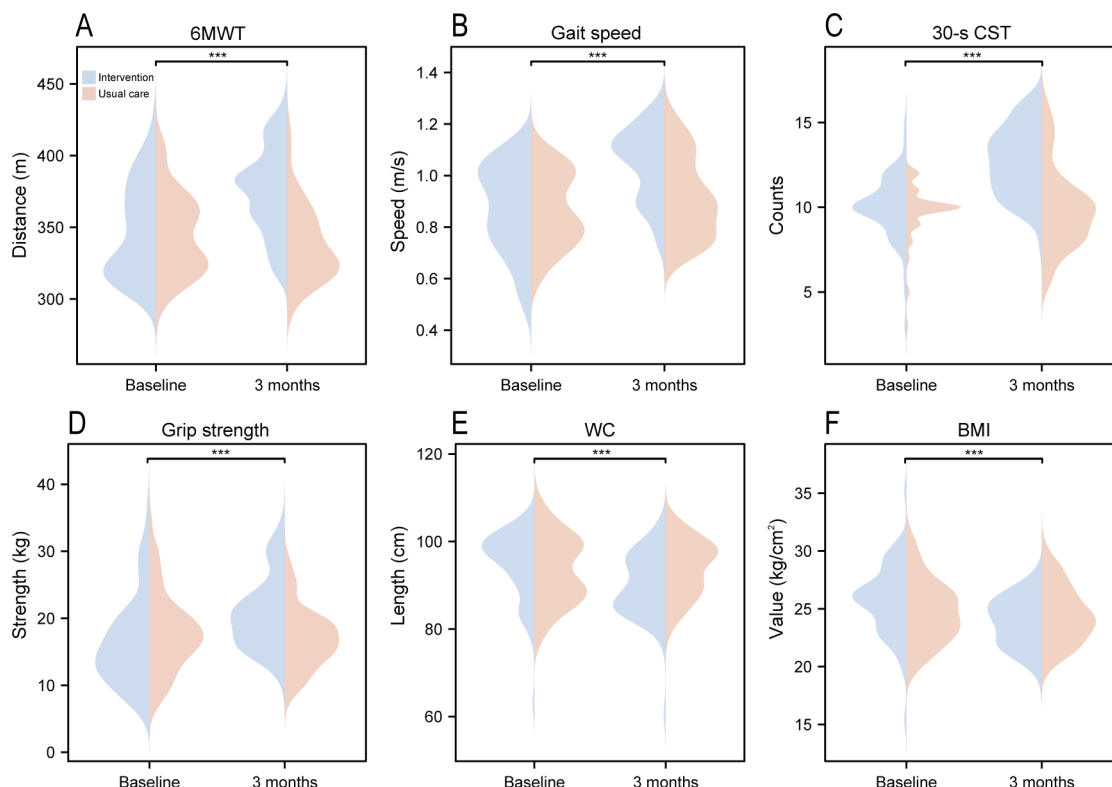 A
6MWT
***
Intervention
Usual care
Distance (m)
450
400
350
300
Baseline
3 months
B
Gait speed
***
Speed (m/s)
1.4
1.2
1.0
0.8
0.6
0.4
Baseline
3 months
C
30-s CST
***
Counts
15
10
5
Baseline
3 months
D
Grip strength
***
Strength (kg)
40
30
20
10
0
Baseline
3 months
E
WC
***
Length (cm)
120
100
80
60
Baseline
3 months
F
BMI
***
Value (kg/cm²)
35
30
25
20
15
Baseline
3 months